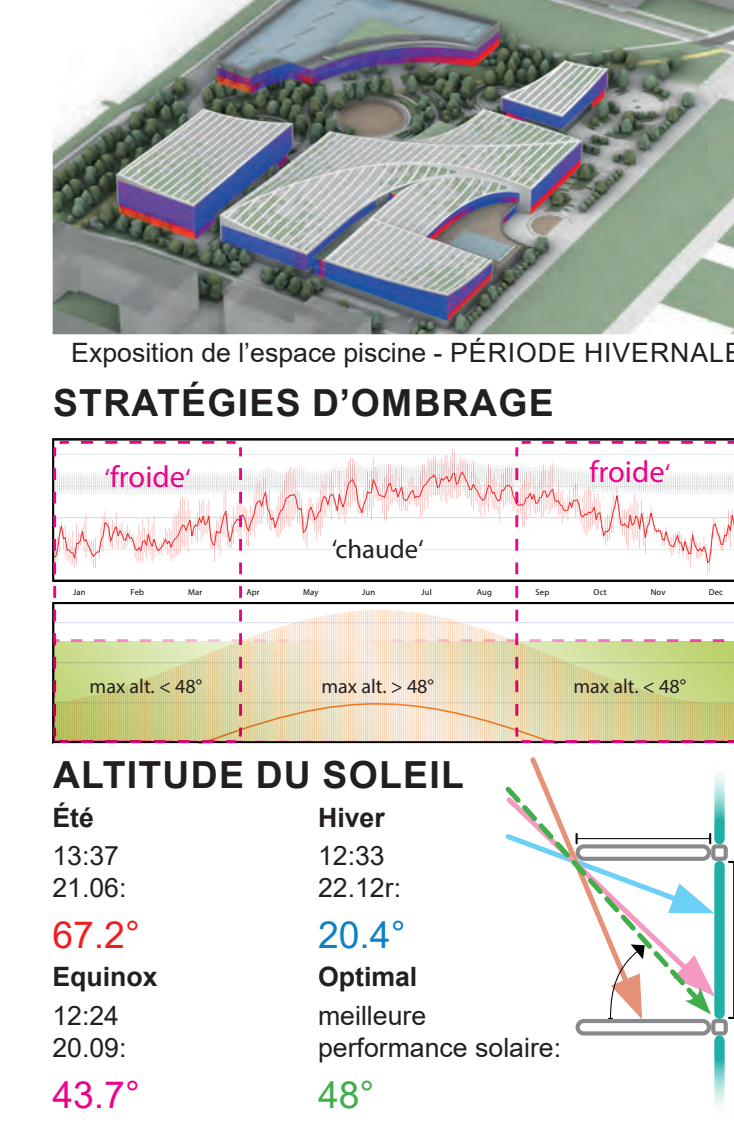 Exposition de l’espace piscine - PÉRIODE HIVERNALE
STRATÉGIES D’OMBRAGE
‘froide‘
froide‘
‘chaude‘
Jan Feb Mar Apr May Jun Jul Aug Sep Oct Nov Dec
max alt. < 48° max alt. > 48° max alt. < 48°
ALTITUDE DU SOLEIL
Été
13:37
21.06:
67.2°
Hiver
12:33
22.12r:
20.4°
Equinox
12:24
20.09:
43.7°
Optimal
meilleure
performance solaire:
48°